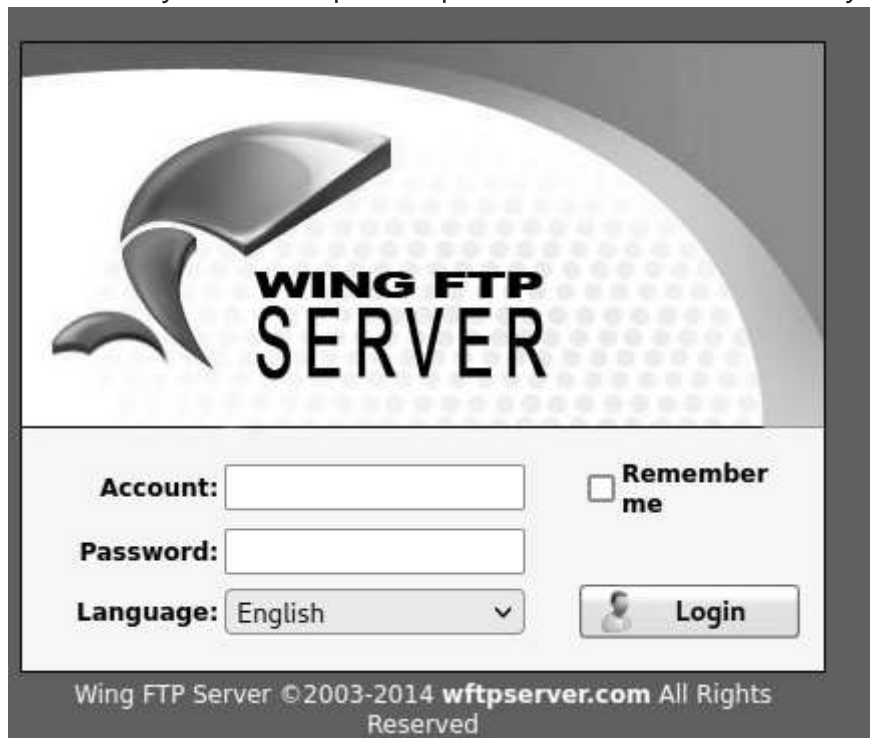 WING FTP
SERVER
Account:
Remember
me
Password:
Language: English
Login
Wing FTP Server ©2003-2014 wftpserver.com All Rights
Reserved